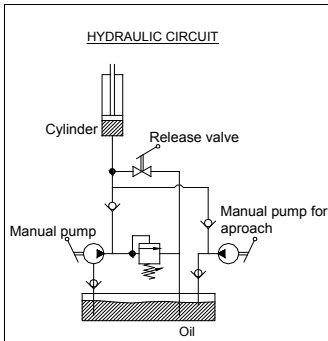 HYDRAULIC CIRCUIT
Cylinder
Release valve
Manual pump
Manual pump for
aproach
Oil